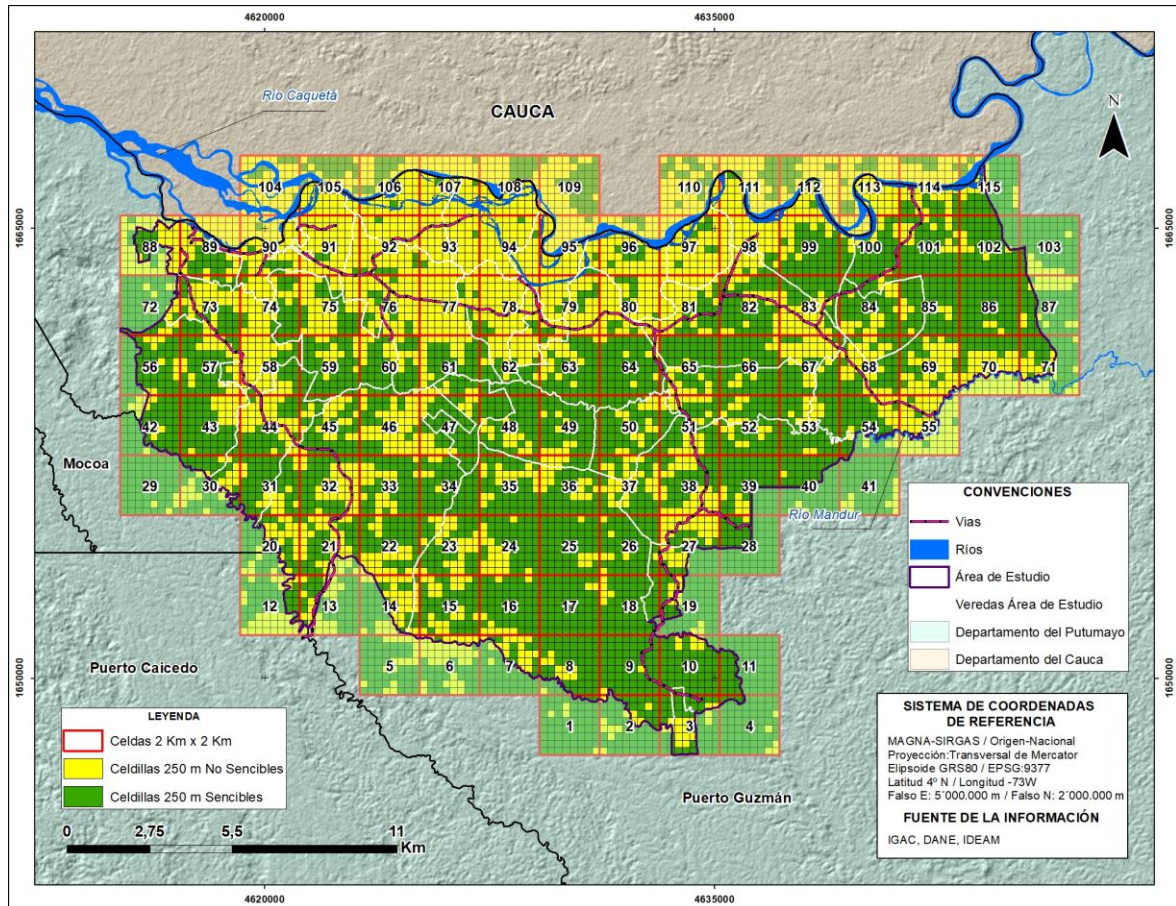 4620000
4635000
Río Caquetá
CAUCA
N
104 105 106 107 108 109 110 111 112 113 114 115
1665000
1665000
88 89 90 91 92 93 94 95 96 97 98 99 100 101 102 103
72 73 74 75 76 77 78 79 80 81 82 83 84 85 86 87
56 57 58 59 60 61 62 63 64 65 66 67 68 69 70 71
42 43 44 45 46 47 48 49 50 51 52 53 54 55
Mocoa
29 30 31 32 33 34 35 36 37 38 39 40 41
Río Mandur
20 21 22 23 24 25 26 27 28
12 13 14 15 16 17 18 19
5 6 7 8 9 10 11
1 2 3 4
Puerto Caicedo
Puerto Guzmán
1650000
1650000
CONVENCIONES
Vias
Ríos
Área de Estudio
Veredas Área de Estudio
Departamento del Putumayo
Departamento del Cauca
LEYENDA
Celdas 2 Km x 2 Km
Celdillas 250 m No Sencibles
Celdillas 250 m Sencibles
0 2,75 5,5 11
Km
SISTEMA DE COORDENADAS
DE REFERENCIA
MAGNA-SIRGAS / Origen-Nacional
Proyección:Transversal de Mercator
Elipsoide GRS80 / EPSG:9377
Latitud 4º N / Longitud -73W
Falso E: 5´000.000 m / Falso N: 2´000.000 m
FUENTE DE LA INFORMACIÓN
IGAC, DANE, IDEAM
4620000
4635000